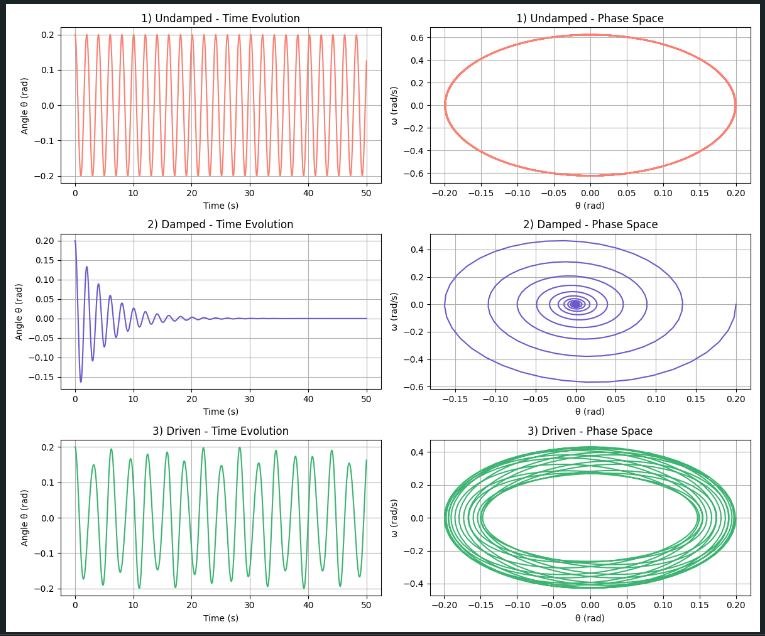 1) Undamped - Time Evolution
Angle θ (rad)
0.2
0.1
0.0
−0.1
−0.2
0 10 20 30 40 50
Time (s)
1) Undamped - Phase Space
ω (rad/s)
0.6
0.4
0.2
0.0
−0.2
−0.4
−0.6
−0.20 −0.15 −0.10 −0.05 0.00 0.05 0.10 0.15 0.20
θ (rad)
2) Damped - Time Evolution
Angle θ (rad)
0.20
0.15
0.10
0.05
0.00
−0.05
−0.10
−0.15
0 10 20 30 40 50
Time (s)
2) Damped - Phase Space
ω (rad/s)
0.4
0.2
0.0
−0.2
−0.4
−0.6
−0.15 −0.10 −0.05 0.00 0.05 0.10 0.15 0.20
θ (rad)
3) Driven - Time Evolution
Angle θ (rad)
0.2
0.1
0.0
−0.1
−0.2
0 10 20 30 40 50
Time (s)
3) Driven - Phase Space
ω (rad/s)
0.4
0.2
0.0
−0.2
−0.4
−0.20 −0.15 −0.10 −0.05 0.00 0.05 0.10 0.15 0.20
θ (rad)